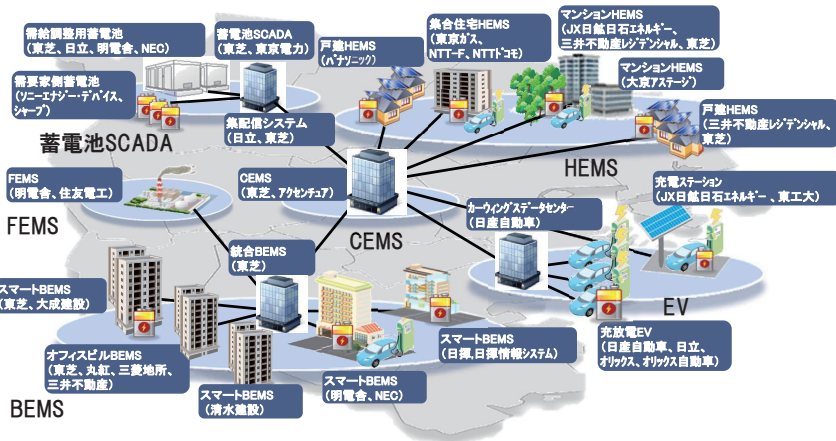 需給調整用蓄電池
(東芝、日立、明電舎、NEC)
蓄電池SCADA
(東芝、東京電力)
需要家側蓄電池
(ソニーエナジー・デバイス、
シャープ)
集配信システム
(日立、東芝)
蓄電池SCADA
戸建HEMS
(パナソニック)
集合住宅HEMS
(東京ガス、
NTT-F、NTTドコモ)
マンションHEMS
(JX日鉱日石エネルギー、
三井不動産レジデンシャル、東芝)
マンションHEMS
(大京アステージ)
戸建HEMS
(三井不動産レジデンシャル、
東芝)
HEMS
FEMS
(明電舎、住友電工)
FEMS
CEMS
(東芝、アクセンチュア)
CEMS
カーウイングスデータセンター
(日産自動車)
充電ステーション
(JX日鉱日石エネルギー、東工大)
EV
充放電EV
(日産自動車、日立、
オリックス、オリックス自動車)
統合BEMS
(東芝)
スマートBEMS
(東芝、大成建設)
オフィスビルBEMS
(東芝、丸紅、三菱地所、
三井不動産)
スマートBEMS
(清水建設)
スマートBEMS
(明電舎、NEC)
スマートBEMS
(日揮,日揮情報システム)
BEMS